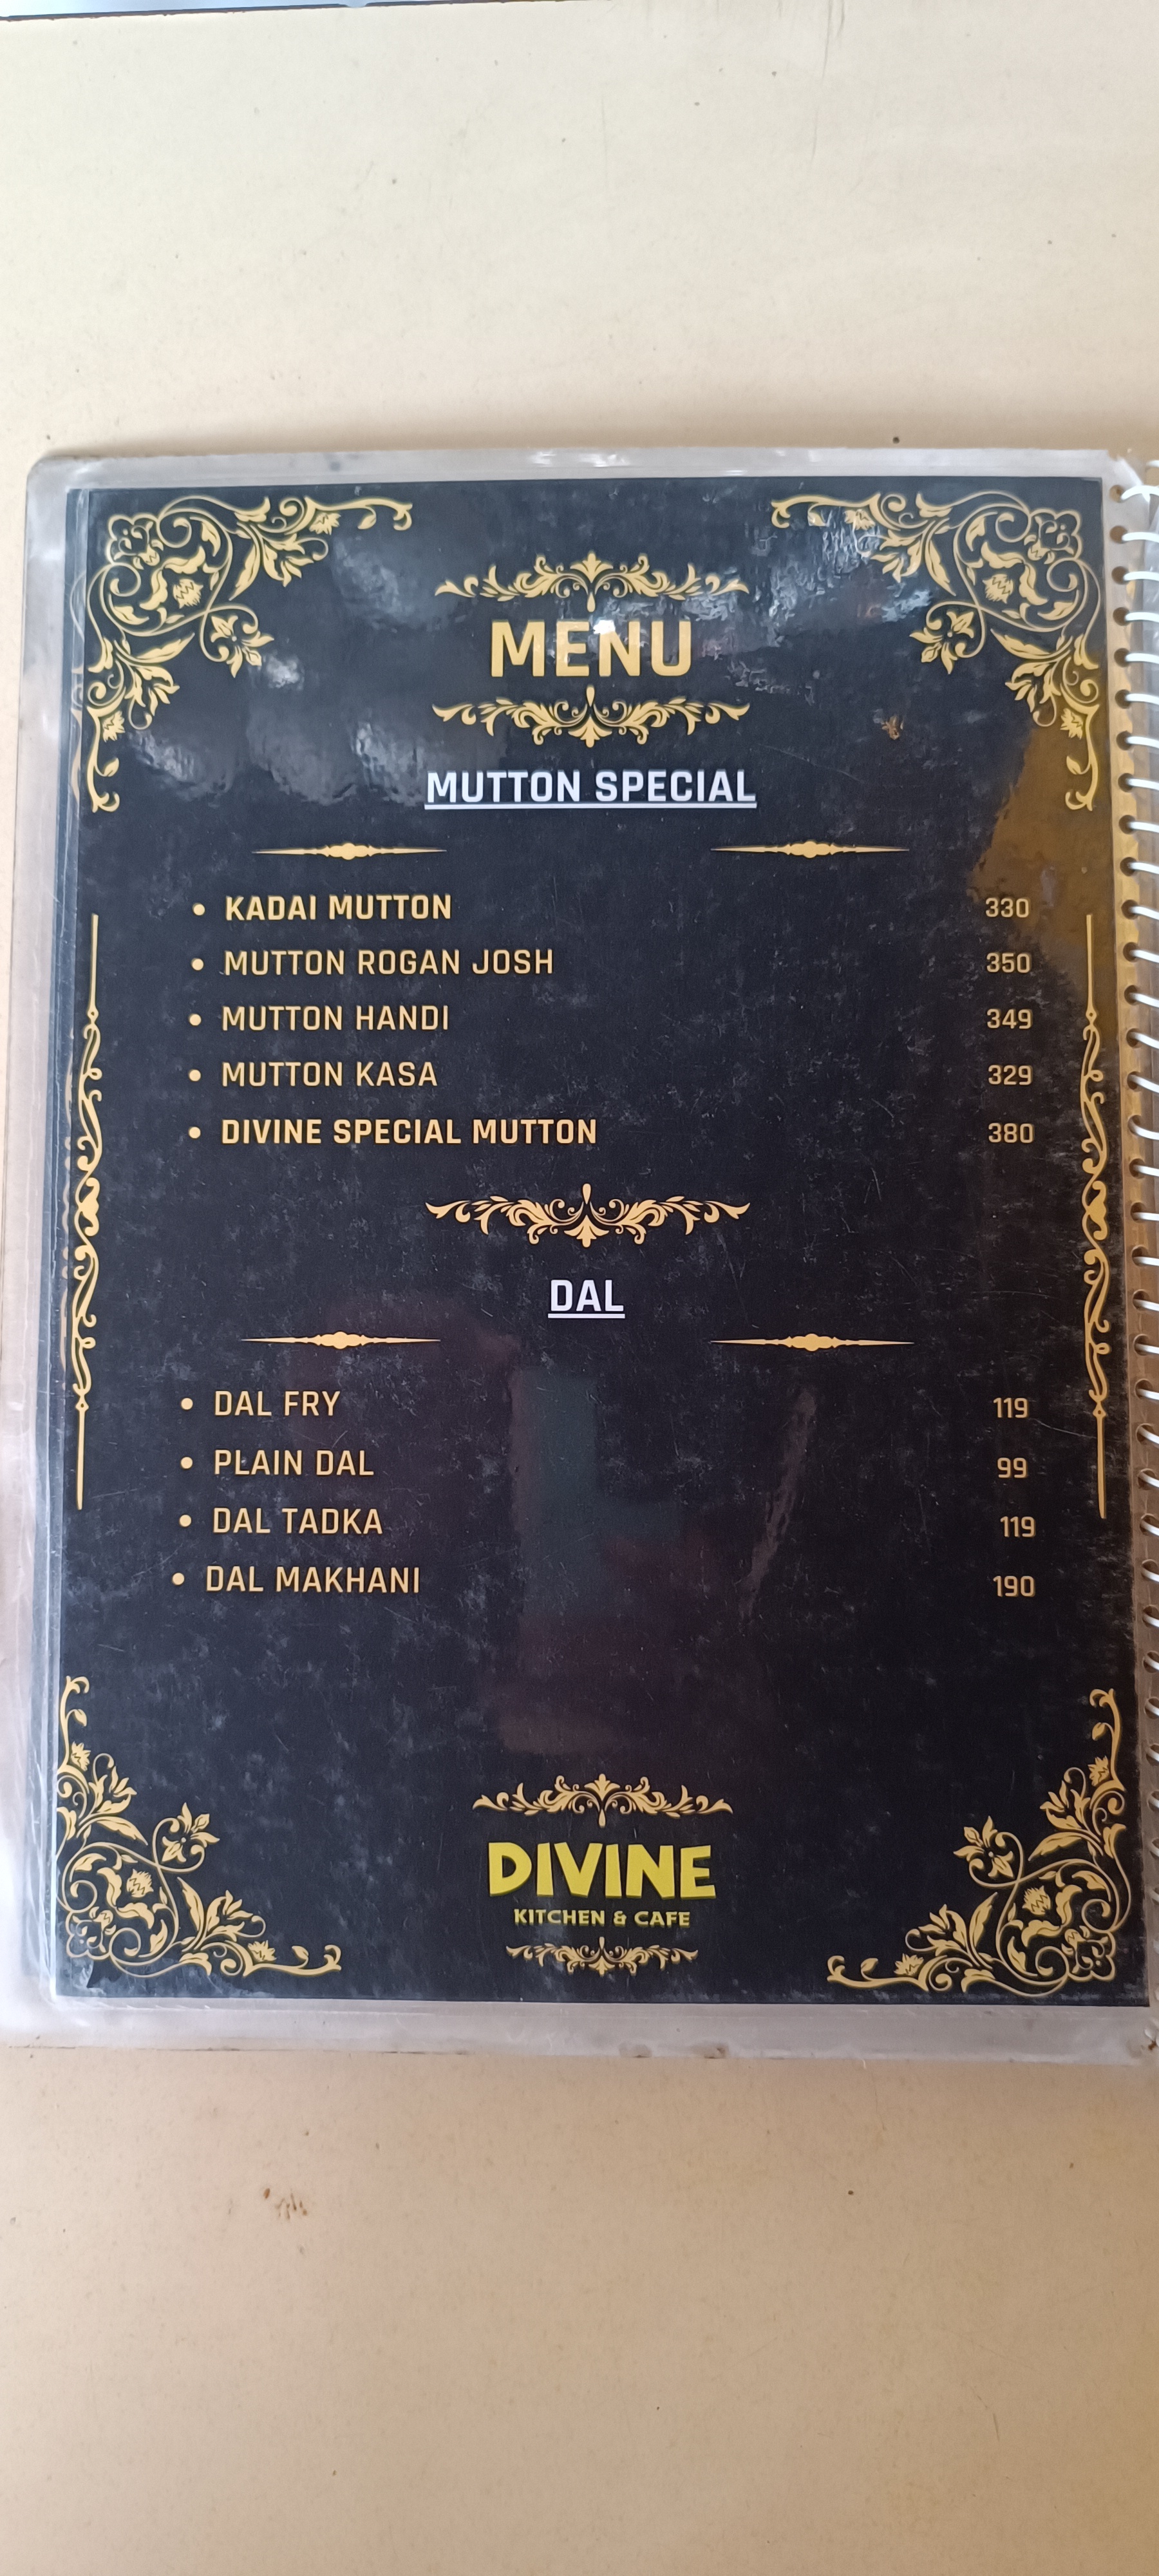 MENU
MUTTON SPECIAL
• KADAI MUTTON 330
• MUTTON ROGAN JOSH 350
• MUTTON HANDI 349
• MUTTON KASA 329
• DIVINE SPECIAL MUTTON 380
DAL
• DAL FRY 119
• PLAIN DAL 99
• DAL TADKA 119
• DAL MAKHANI 190
DIVINE
KITCHEN & CAFE